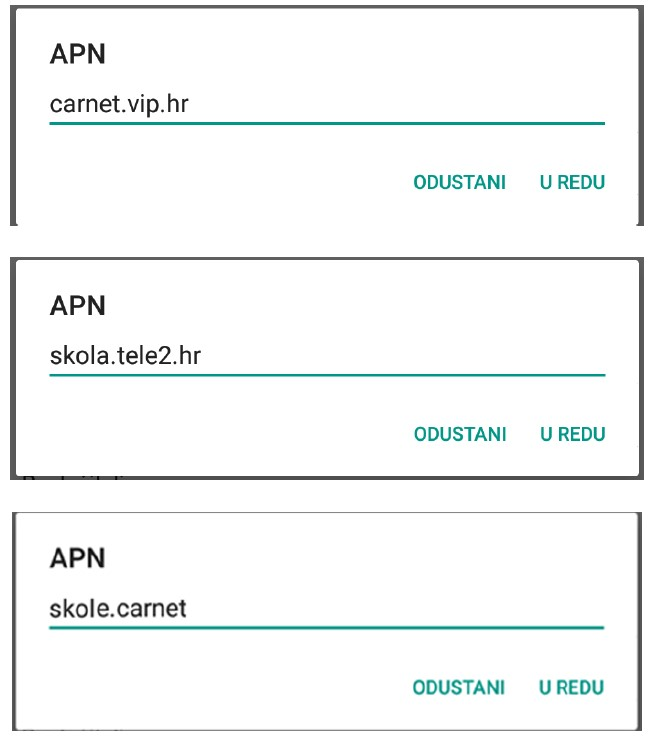 APN
carnet.vip.hr
ODUSTANI U REDU
APN
skola.tele2.hr
ODUSTANI U REDU
APN
skole.carnet
ODUSTANI U REDU